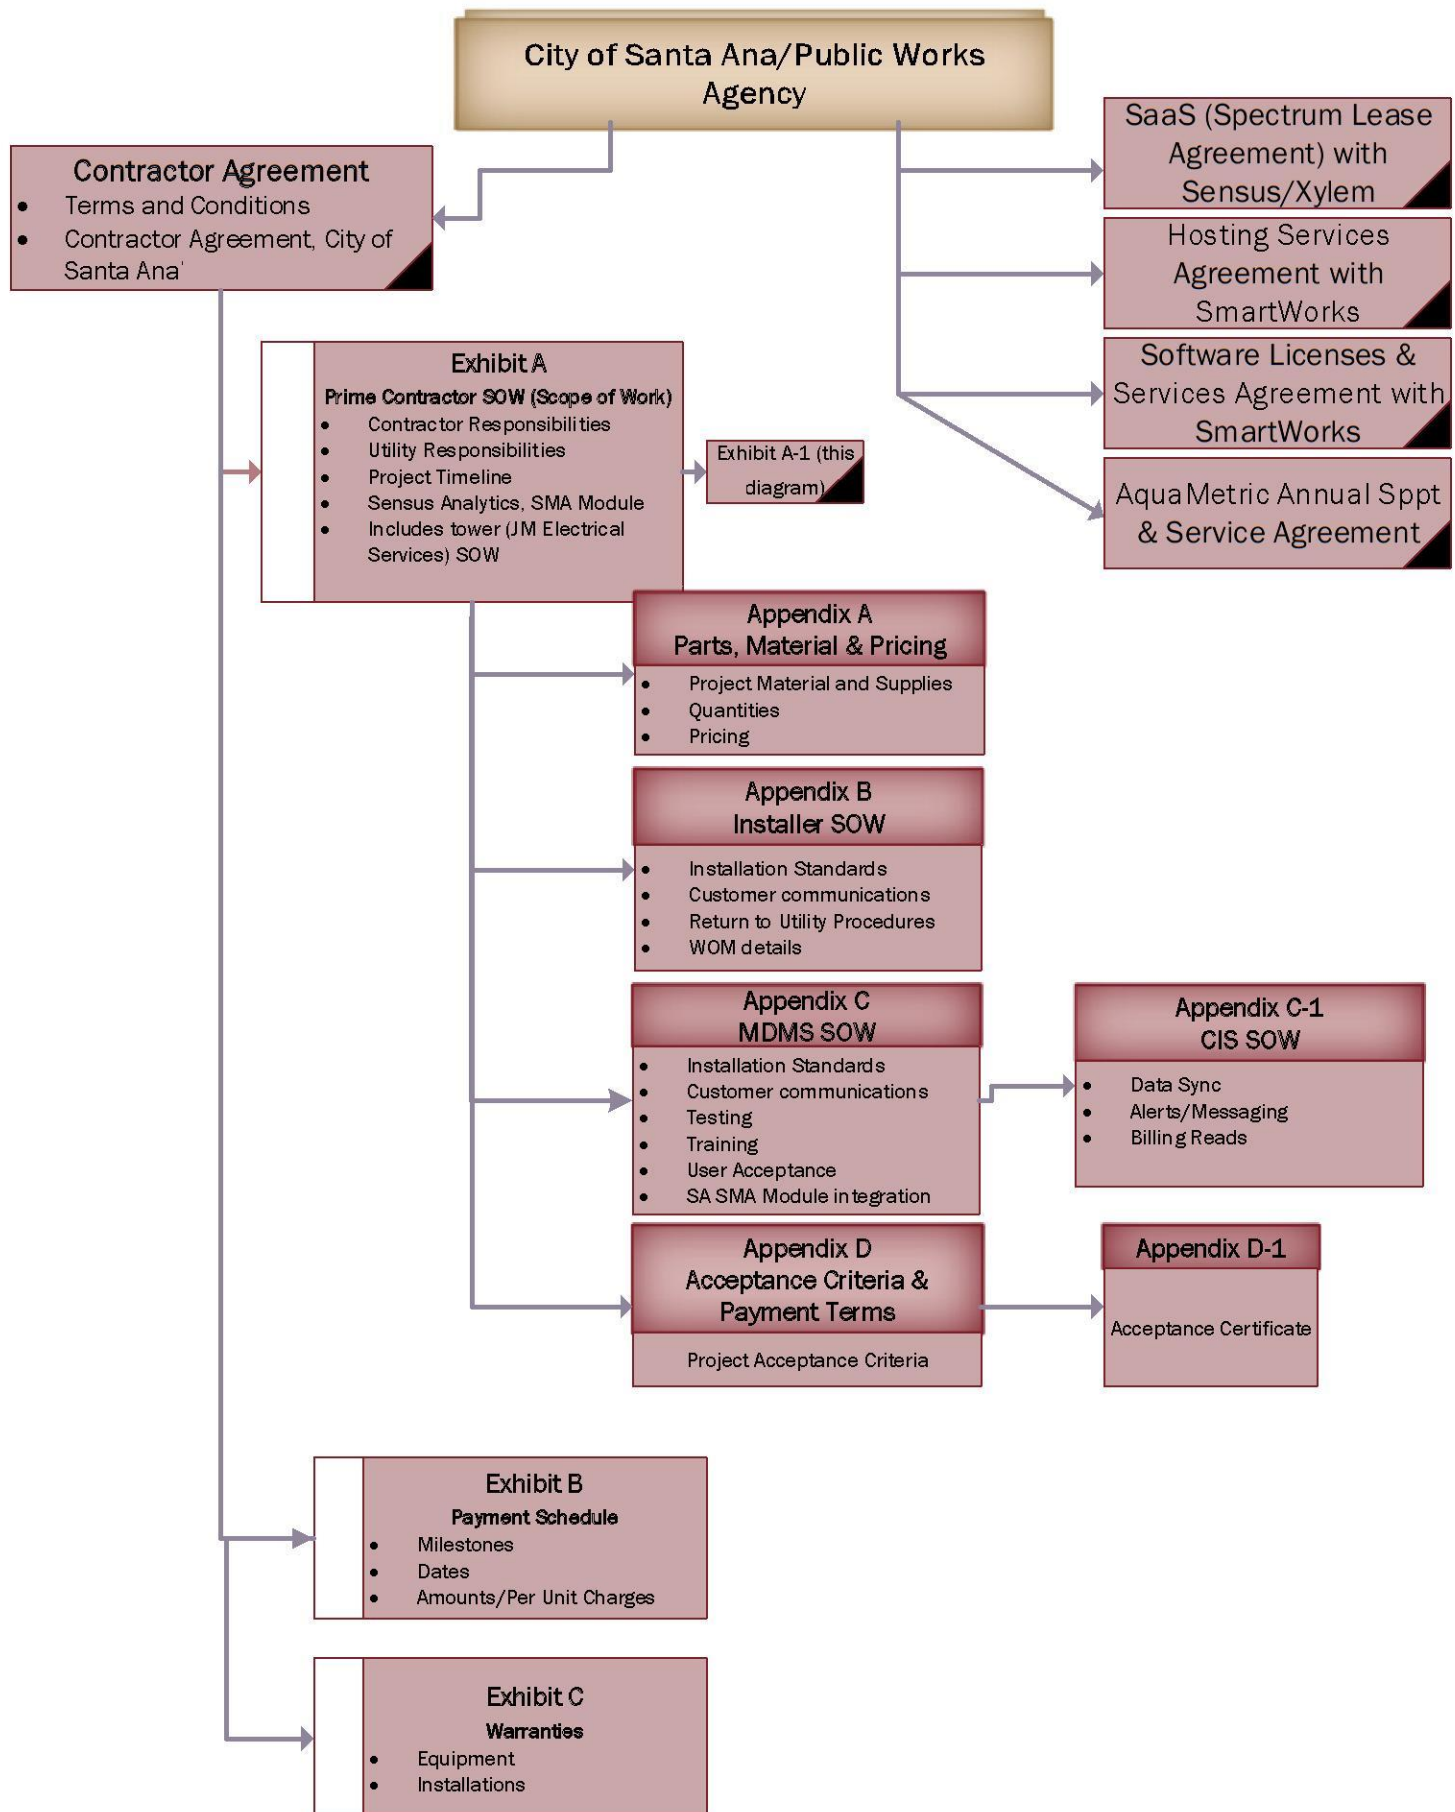 City of Santa Ana/Public Works
Agency
Contractor Agreement
• Terms and Conditions
• Contractor Agreement, City of
Santa Ana'
SaaS (Spectrum Lease
Agreement) with
Sensus/Xylem
Hosting Services
Agreement with
SmartWorks
Software Licenses &
Services Agreement with
SmartWorks
AquaMetric Annual Sppt
& Service Agreement
Exhibit A
Prime Contractor SOW (Scope of Work)
• Contractor Responsibilities
• Utility Responsibilities
• Project Timeline
• Sensus Analytics, SMA Module
• Includes tower (JM Electrical
Services) SOW
Exhibit A-1 (this
diagram)
Appendix A
Parts, Material & Pricing
• Project Material and Supplies
• Quantities
• Pricing
Appendix B
Installer SOW
• Installation Standards
• Customer communications
• Return to Utility Procedures
• WOM details
Appendix C
MDMS SOW
• Installation Standards
• Customer communications
• Testing
• Training
• User Acceptance
• SA SMA Module integration
Appendix C-1
CIS SOW
• Data Sync
• Alerts/Messaging
• Billing Reads
Appendix D
Acceptance Criteria &
Payment Terms
Project Acceptance Criteria
Appendix D-1
Acceptance Certificate
Exhibit B
Payment Schedule
• Milestones
• Dates
• Amounts/Per Unit Charges
Exhibit C
Warranties
• Equipment
• Installations